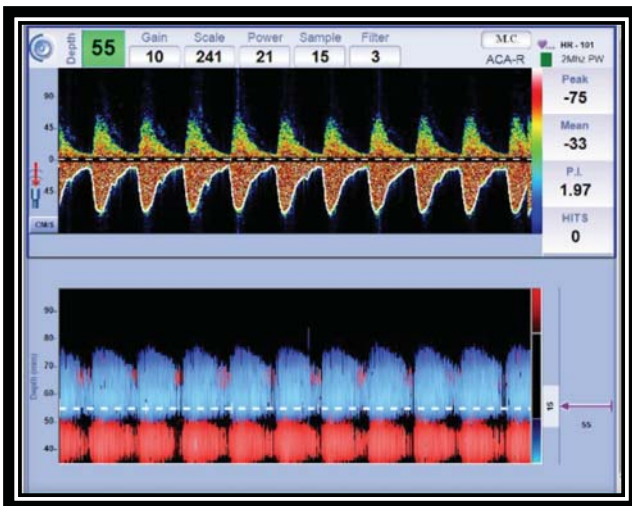 Depth 55 Gain Scale Power Sample Filter M.C. HR - 101
10 241 21 15 3 ACA-R 2Mhz PW
Peak
-75
Mean
-33
P.I.
1.97
HITS
0
90
45
0
45
CM/S
Depth (mm)
90
80
70
60
50
40
15
55